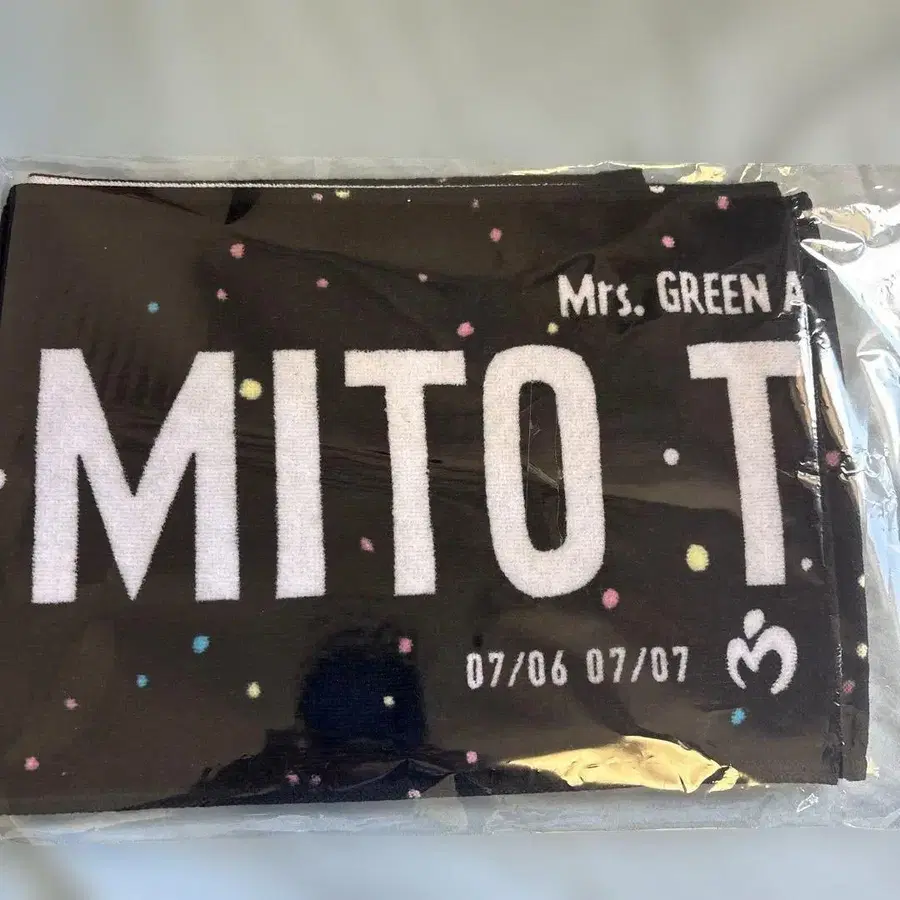 Mrs. GREEN A
MITO T
07/06 07/07